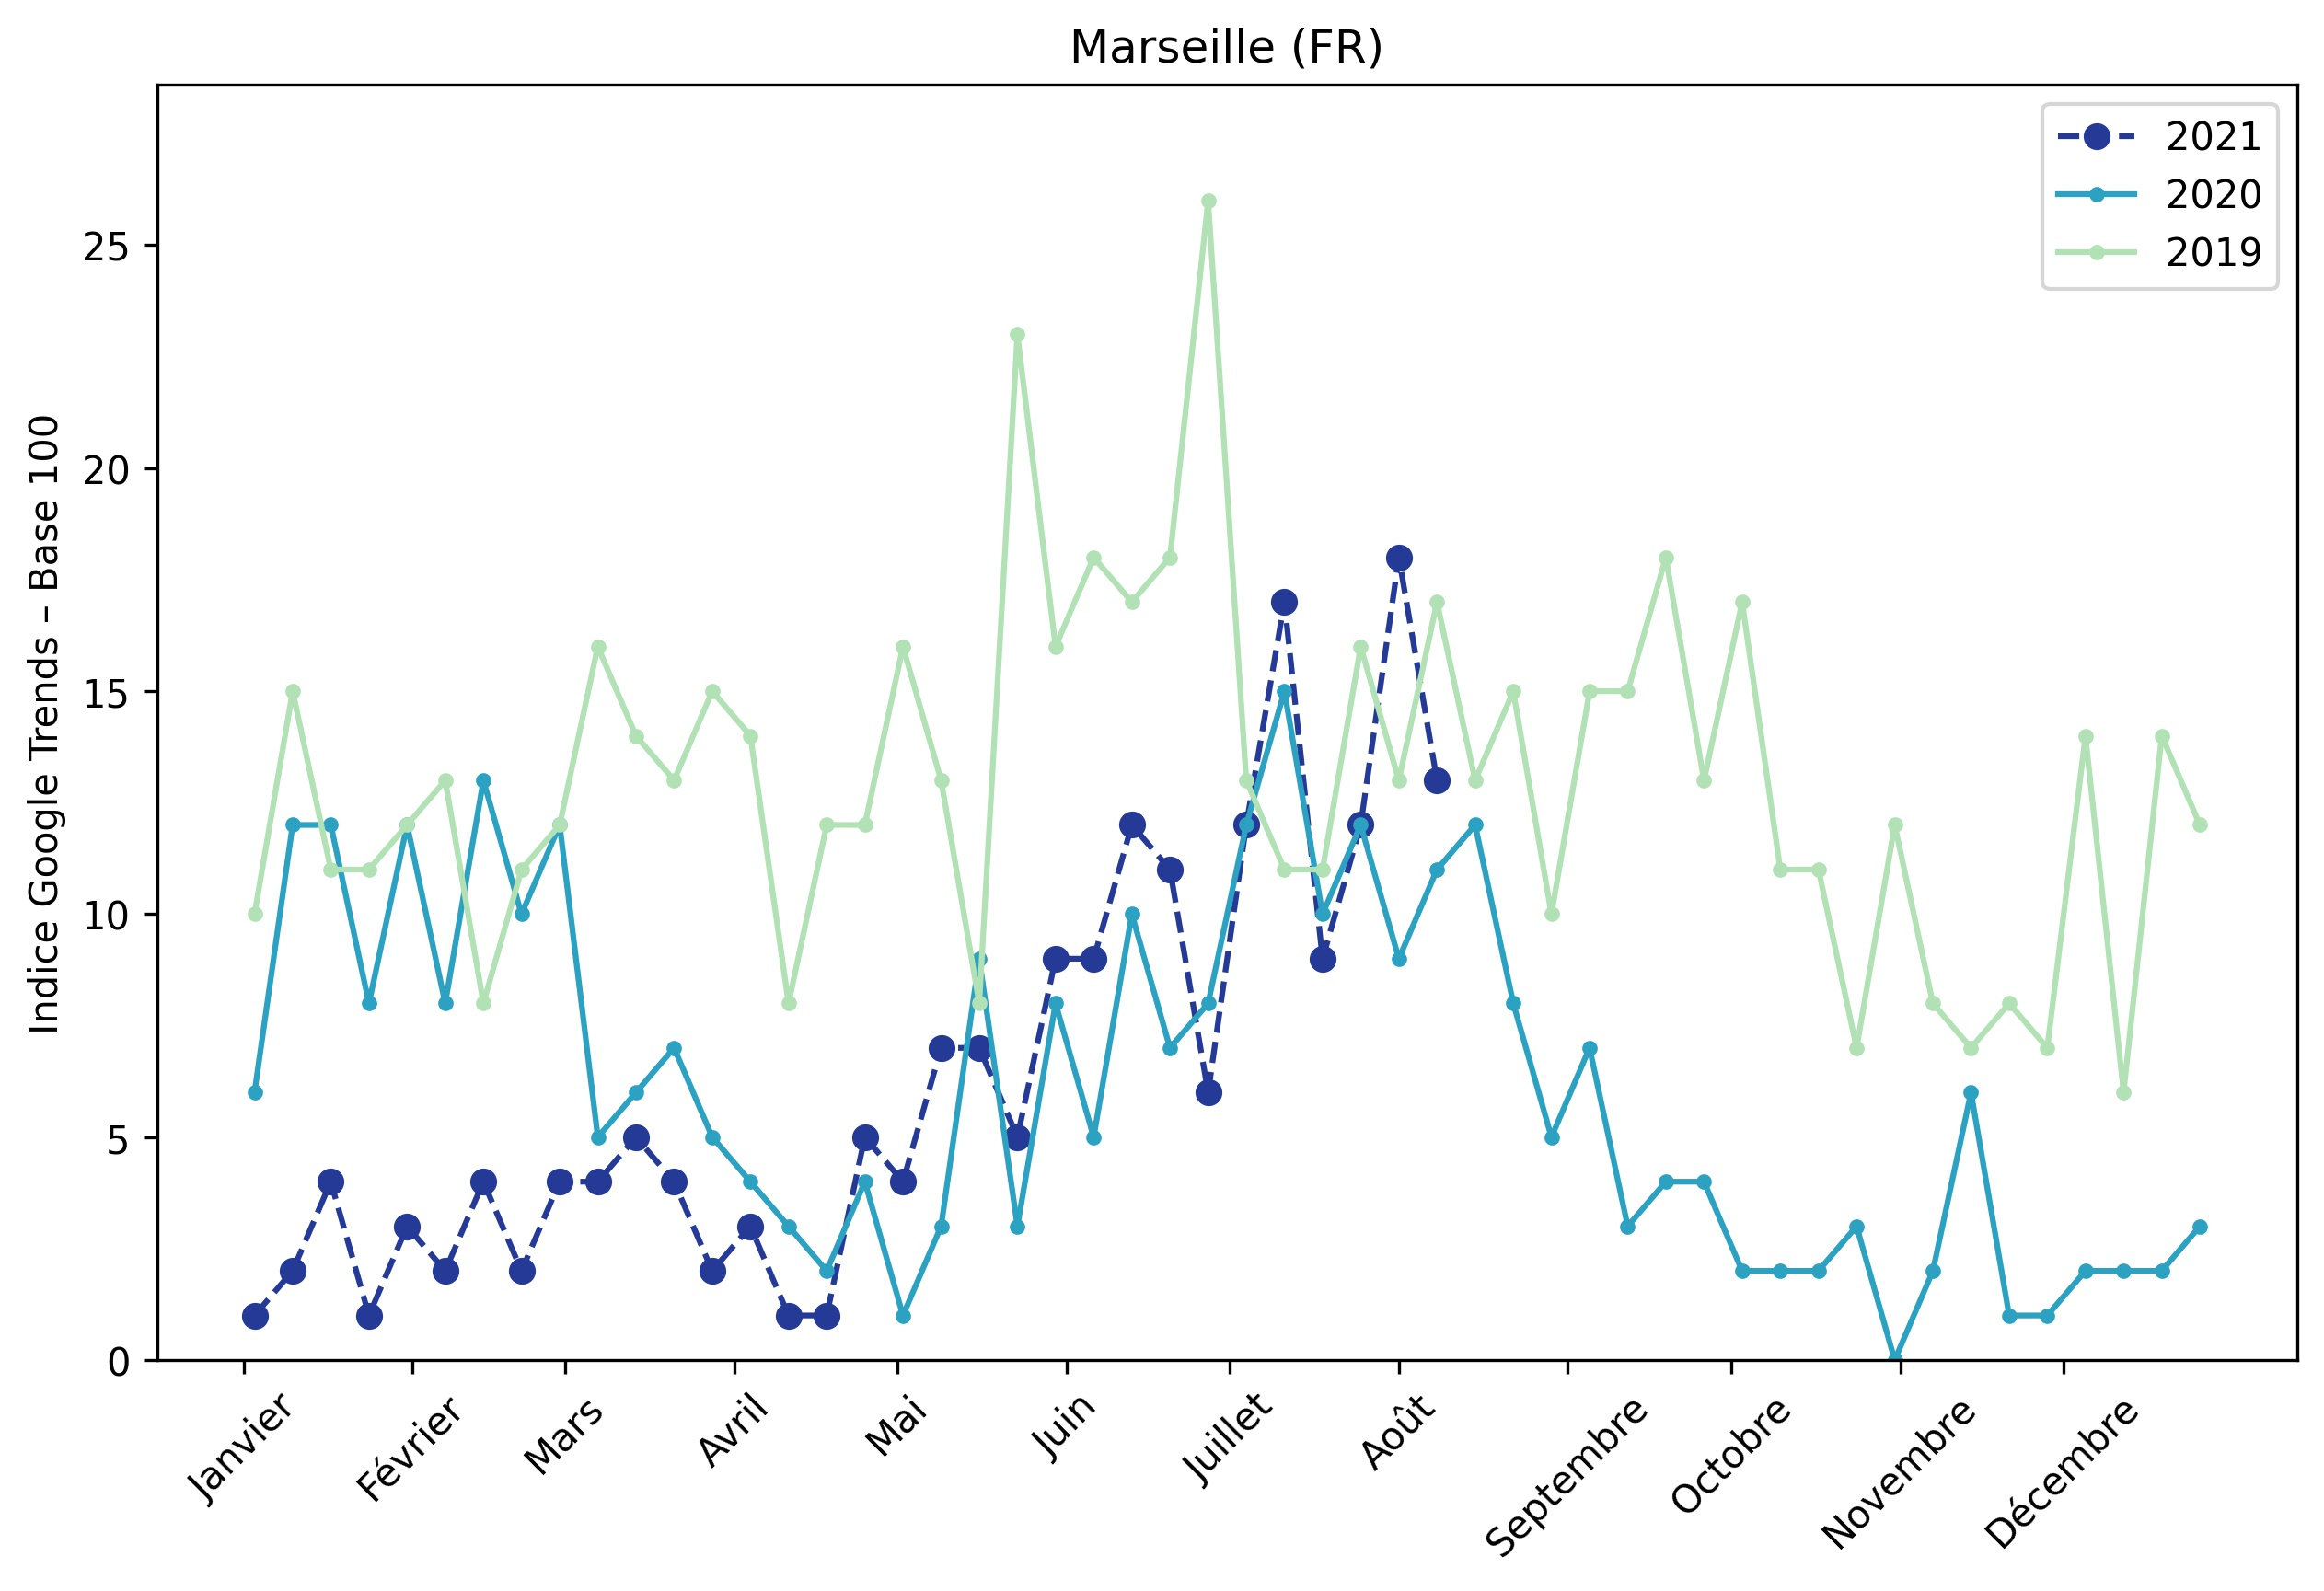 Marseille (FR)
2021
2020
2019
Indice Google Trends – Base 100
25
20
15
10
5
0
Janvier
Février
Mars
Avril
Mai
Juin
Juillet
Août
Septembre
Octobre
Novembre
Décembre